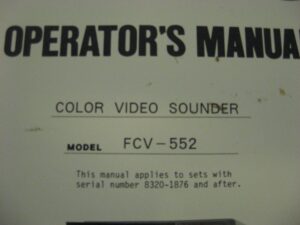 OPERATOR'S MANUA
COLOR VIDEO SOUNDER
MODEL FCV-552
This manual applies to sets with
serial number 8320-1876 and after.